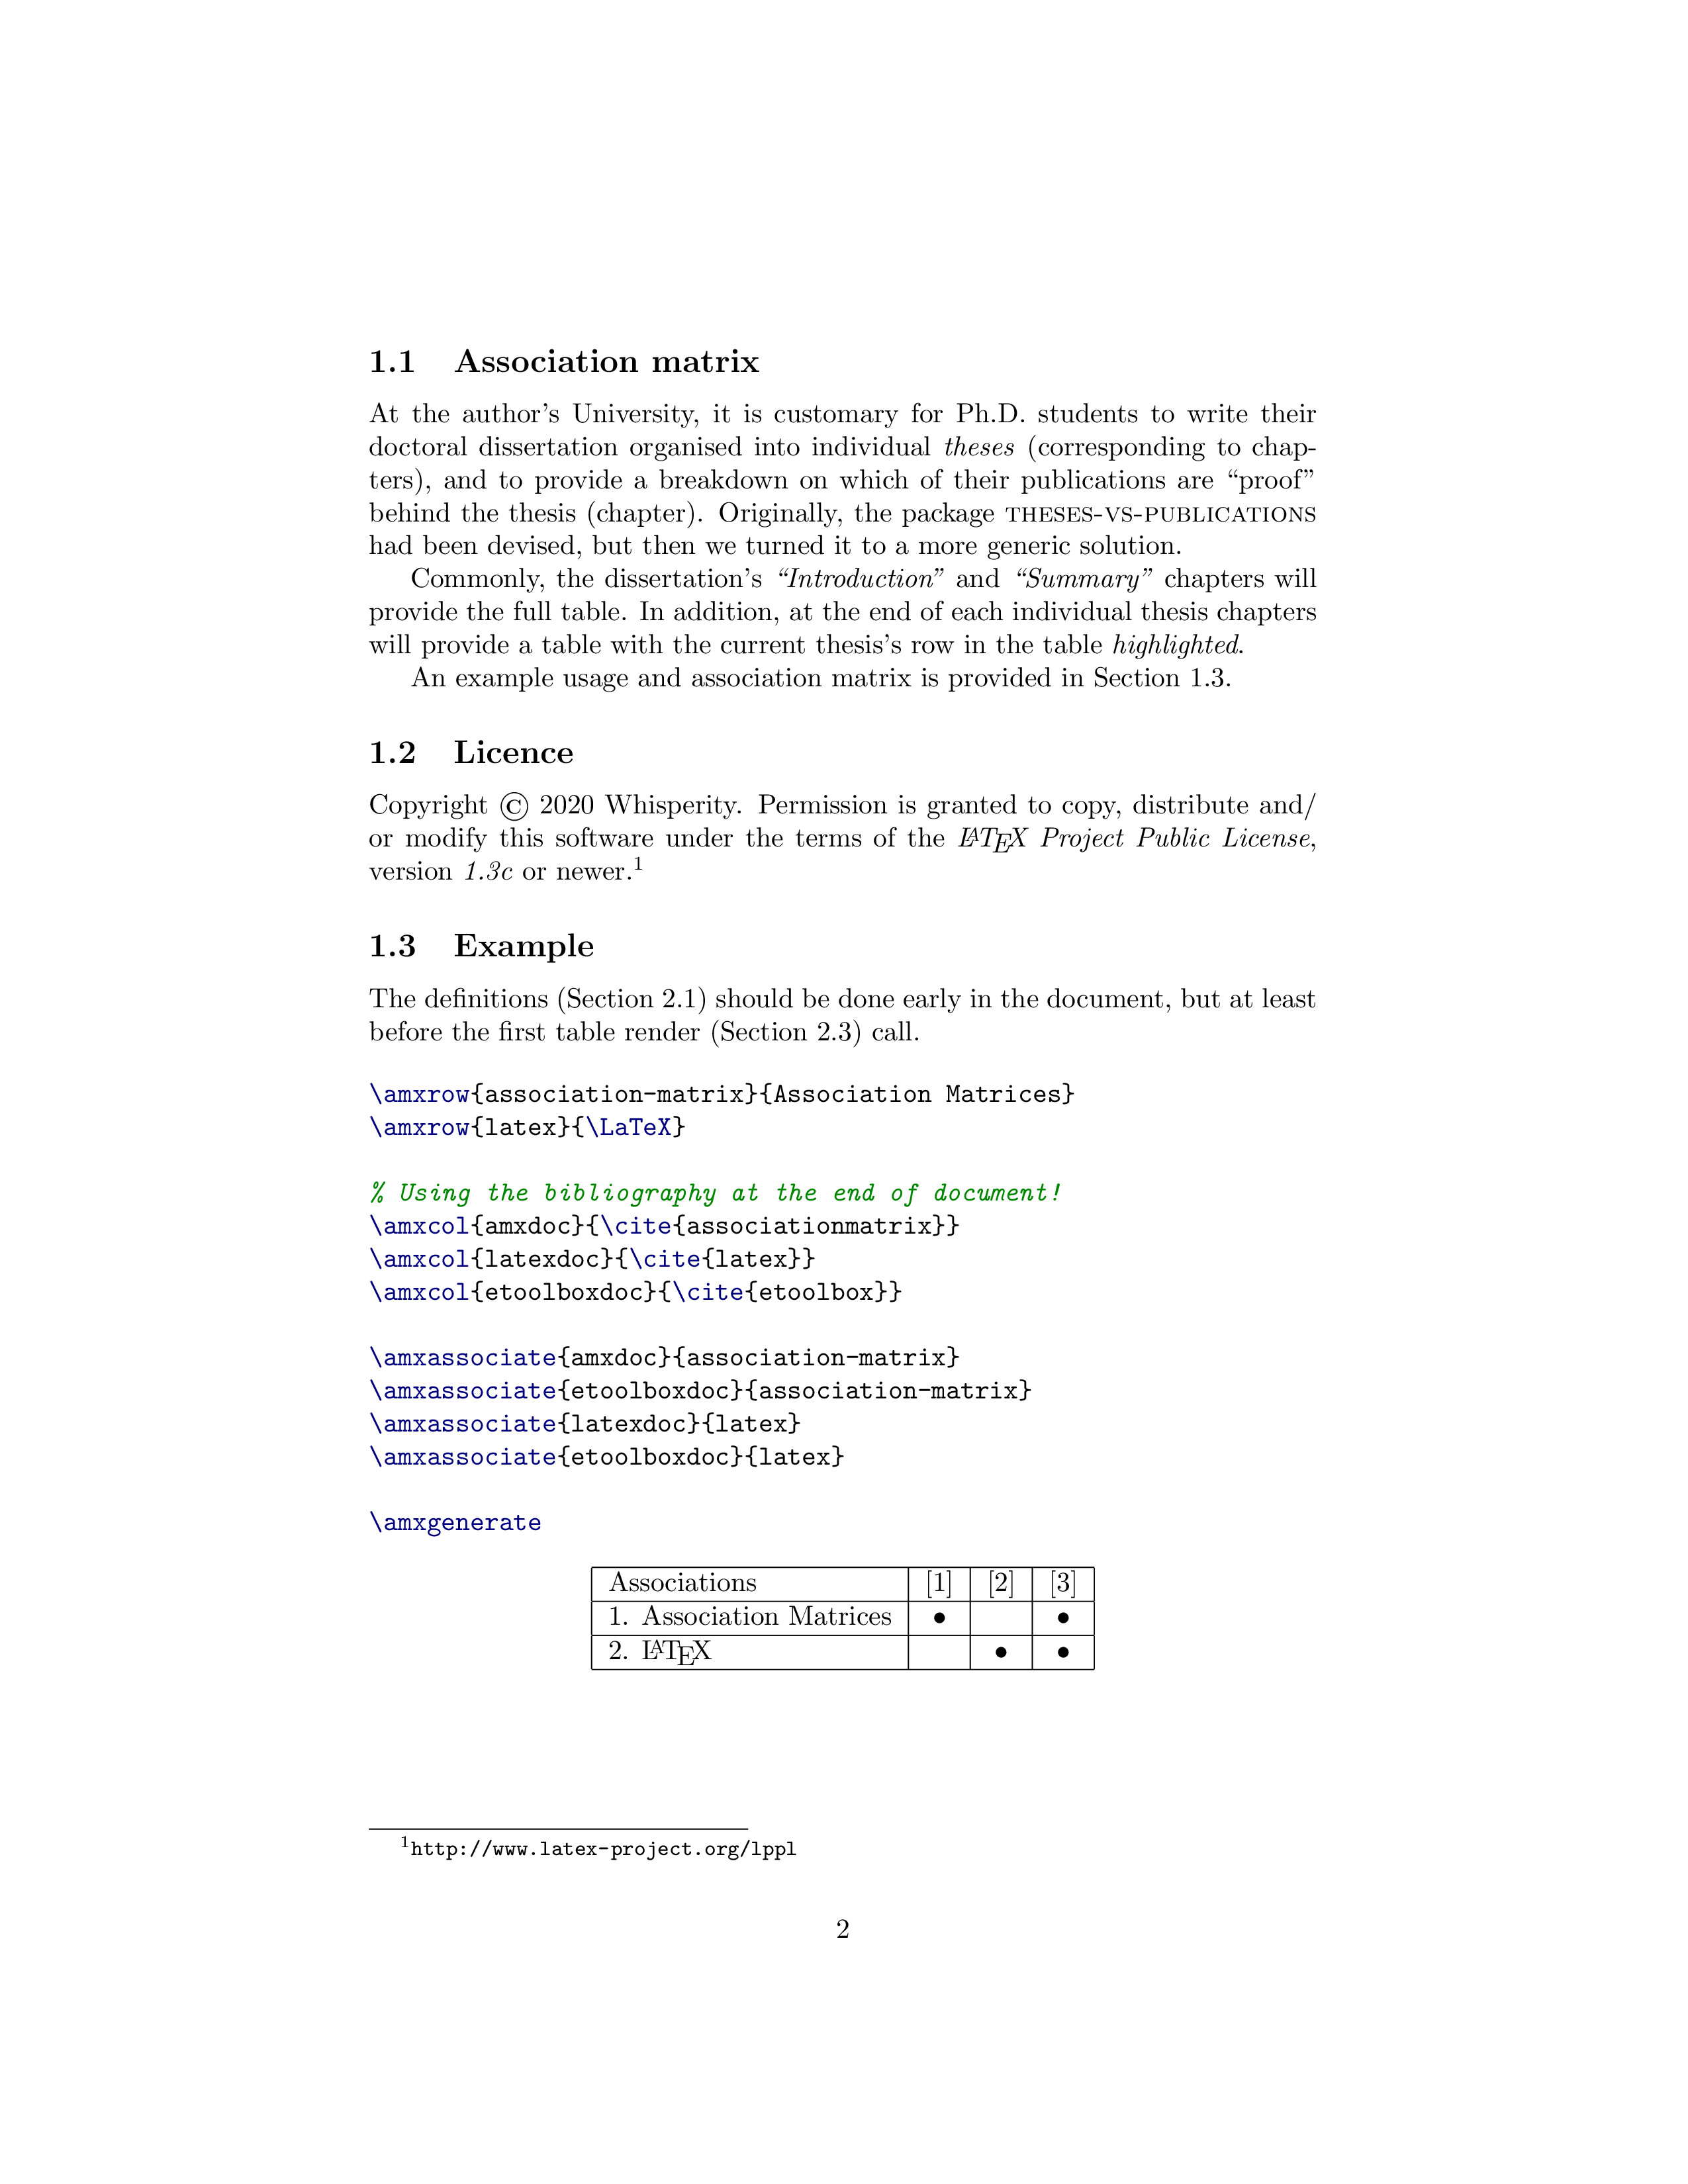 1.1 Association matrix
At the author's University, it is customary for Ph.D. students to write their
doctoral dissertation organised into individual theses (corresponding to chap-
ters), and to provide a breakdown on which of their publications are “proof”
behind the thesis (chapter). Originally, the package THESES-VS-PUBLICATIONS
had been devised, but then we turned it to a more generic solution.
Commonly, the dissertation's “Introduction” and “Summary” chapters will
provide the full table. In addition, at the end of each individual thesis chapters
will provide a table with the current thesis's row in the table highlighted.
An example usage and association matrix is provided in Section 1.3.
1.2 Licence
Copyright © 2020 Whisperity. Permission is granted to copy, distribute and/
or modify this software under the terms of the LATEX Project Public License,
version 1.3c or newer.1
1.3 Example
The definitions (Section 2.1) should be done early in the document, but at least
before the first table render (Section 2.3) call.
\amxrow{association-matrix}{Association Matrices}
\amxrow{latex}{\LaTeX}
% Using the bibliography at the end of document!
\amxcol{amxdoc}{\cite{associationmatrix}}
\amxcol{latexdoc}{\cite{latex}}
\amxcol{etoolboxdoc}{\cite{etoolbox}}
\amxassociate{amxdoc}{association-matrix}
\amxassociate{etoolboxdoc}{association-matrix}
\amxassociate{latexdoc}{latex}
\amxassociate{etoolboxdoc}{latex}
\amxgenerate
Associations [1] [2] [3]
1. Association Matrices • •
2. LATEX • •
1http://www.latex-project.org/lppl
2